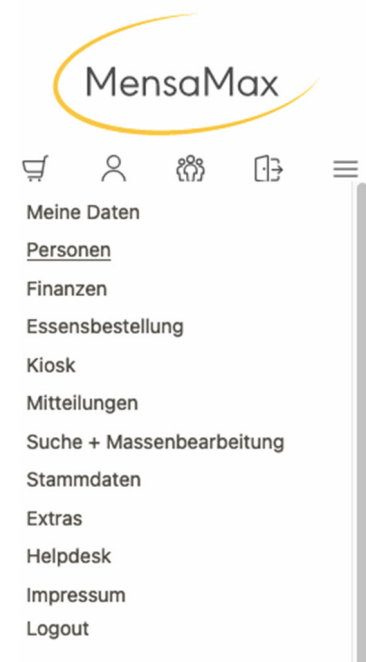 MensaMax
Meine Daten
Personen
Finanzen
Essensbestellung
Kiosk
Mitteilungen
Suche + Massenbearbeitung
Stammdaten
Extras
Helpdesk
Impressum
Logout